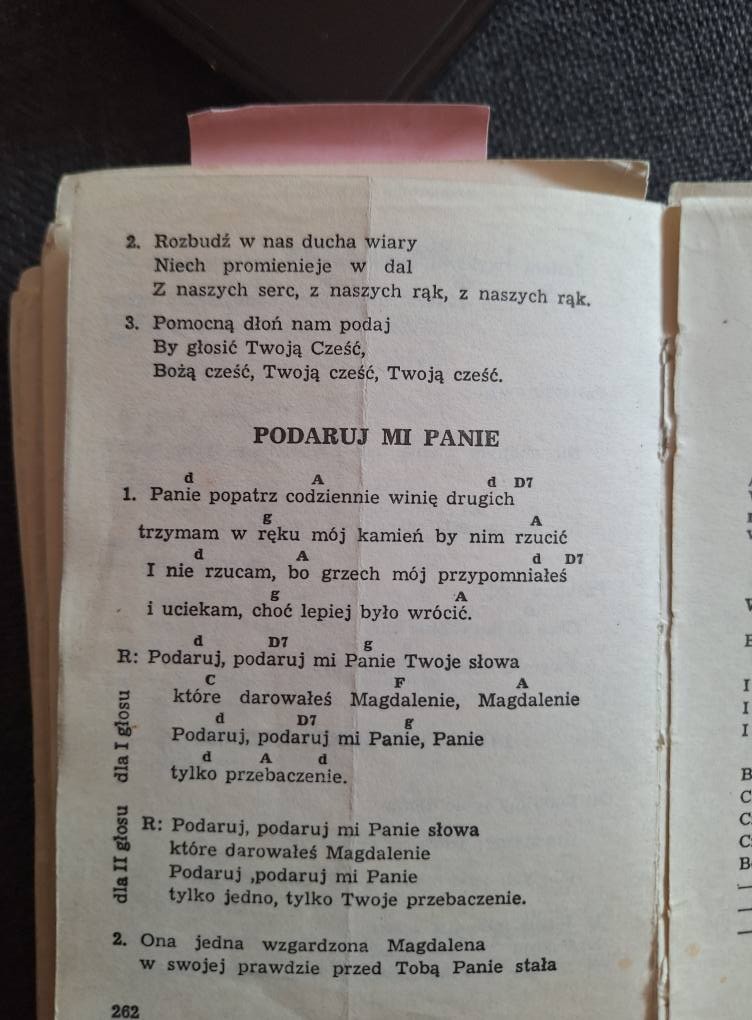 2. Rozbudź w nas ducha wiary
Niech promienieje w dal
Z naszych serc, z naszych rąk, z naszych rąk.
3. Pomocną dłoń nam podaj
By głosić Twoją Cześć,
Bożą cześć, Twoją cześć, Twoją cześć.
PODARUJ MI PANIE
d A d D7
1. Panie popatrz codziennie winię drugich
g A
trzymam w ręku mój kamień by nim rzucić
d A d D7
I nie rzucam, bo grzech mój przypomniałeś
g A
i uciekam, choć lepiej było wrócić.
d D7 g
R: Podaruj, podaruj mi Panie Twoje słowa
C F A
które darowałeś Magdalenie, Magdalenie
d D7 g
Podaruj, podaruj mi Panie, Panie
d A d
tylko przebaczenie.
dla I głosu
R: Podaruj, podaruj mi Panie słowa
które darowałeś Magdalenie
Podaruj ,podaruj mi Panie
tylko jedno, tylko Twoje przebaczenie.
dla II głosu
2. Ona jedna wzgardzona Magdalena
w swojej prawdzie przed Tobą Panie stała
262